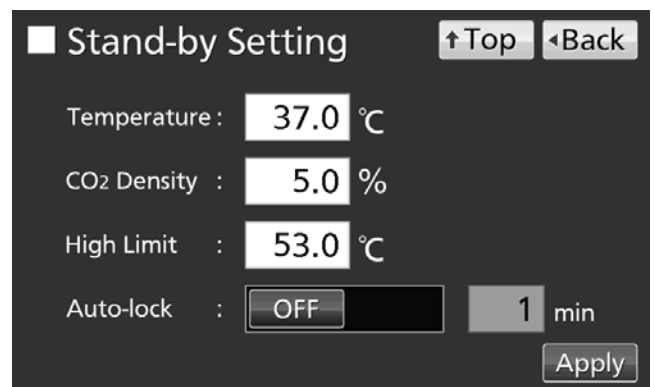 Stand-by Setting ↑Top ◂Back
Temperature: 37.0 ℃
CO2 Density : 5.0 %
High Limit : 53.0 ℃
Auto-lock : OFF 1 min
Apply